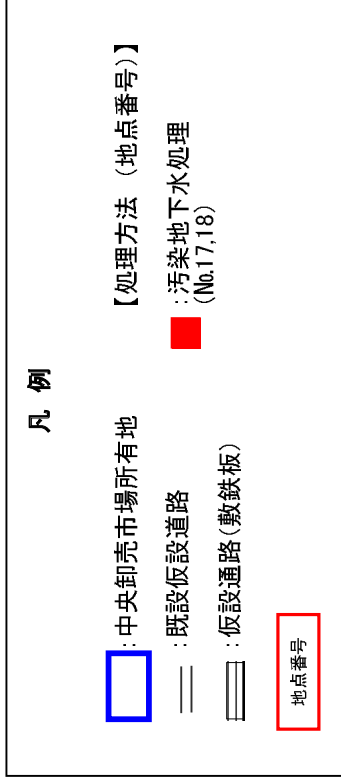 凡 例
:中央卸売市場所有地
:既設仮設道路
:仮設通路(敷鉄板)
地点番号
【処理方法 (地点番号)】
:汚染地下水処理
(No.17,18)